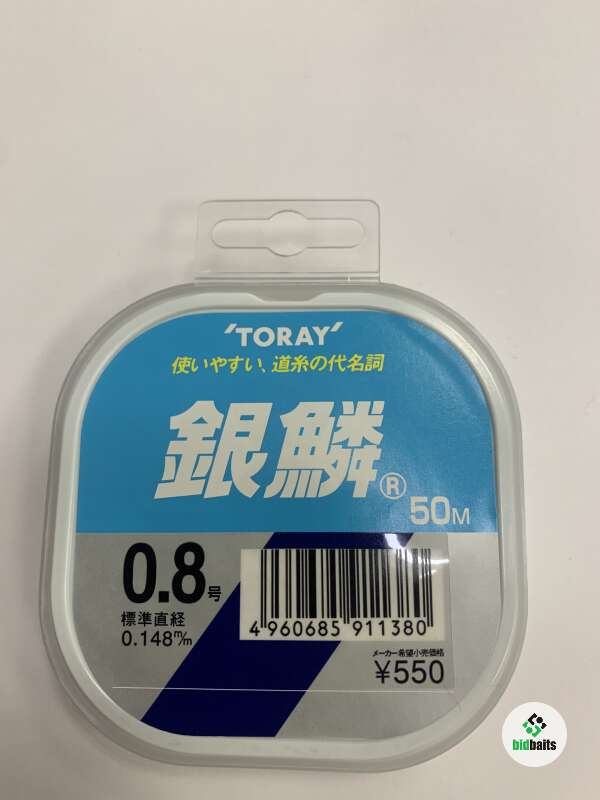 'TORAY'
使いやすい、道糸の代名詞
銀鱗®
50M
0.8号
標準直経
0.148m/m
4 960685 911380
メーカー希望小売価格
¥550
bidbaits